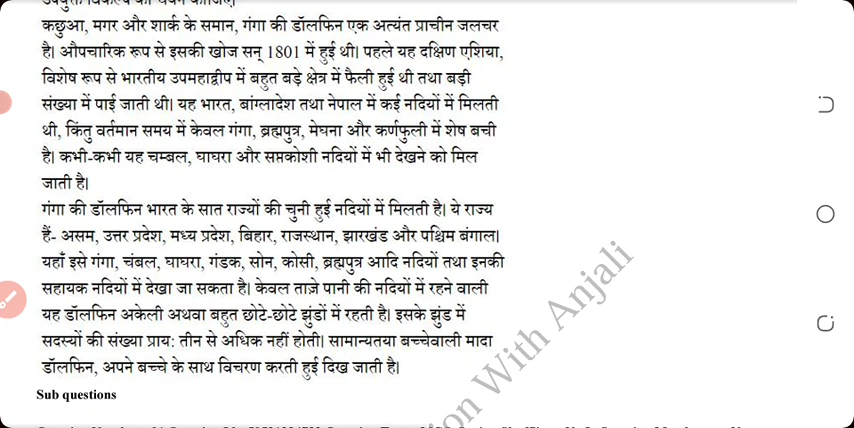 कछुआ, मगर और शार्क के समान, गंगा की डॉलफिन एक अत्यंत प्राचीन जलचर
है। औपचारिक रूप से इसकी खोज सन् 1801 में हुई थी। पहले यह दक्षिण एशिया,
विशेष रूप से भारतीय उपमहाद्वीप में बहुत बड़े क्षेत्र में फैली हुई थी तथा बड़ी
संख्या में पाई जाती थी। यह भारत, बांग्लादेश तथा नेपाल में कई नदियों में मिलती
थी, किंतु वर्तमान समय में केवल गंगा, ब्रह्मपुत्र, मेघना और कर्णफुली में शेष बची
है। कभी-कभी यह चम्बल, घाघरा और सप्तकोशी नदियों में भी देखने को मिल
जाती है।
गंगा की डॉलफिन भारत के सात राज्यों की चुनी हुई नदियों में मिलती है। ये राज्य
हैं- असम, उत्तर प्रदेश, मध्य प्रदेश, बिहार, राजस्थान, झारखंड और पश्चिम बंगाल।
यहाँ इसे गंगा, चंबल, घाघरा, गंडक, सोन, कोसी, ब्रह्मपुत्र आदि नदियों तथा इनकी
सहायक नदियों में देखा जा सकता है। केवल ताज़े पानी की नदियों में रहने वाली
यह डॉलफिन अकेली अथवा बहुत छोटे-छोटे झुंडों में रहती है। इसके झुंड में
सदस्यों की संख्या प्राय: तीन से अधिक नहीं होती। सामान्यतया बच्चेवाली मादा
डॉलफिन, अपने बच्चे के साथ विचरण करती हुई दिख जाती है।
Sub questions
on With Anjali